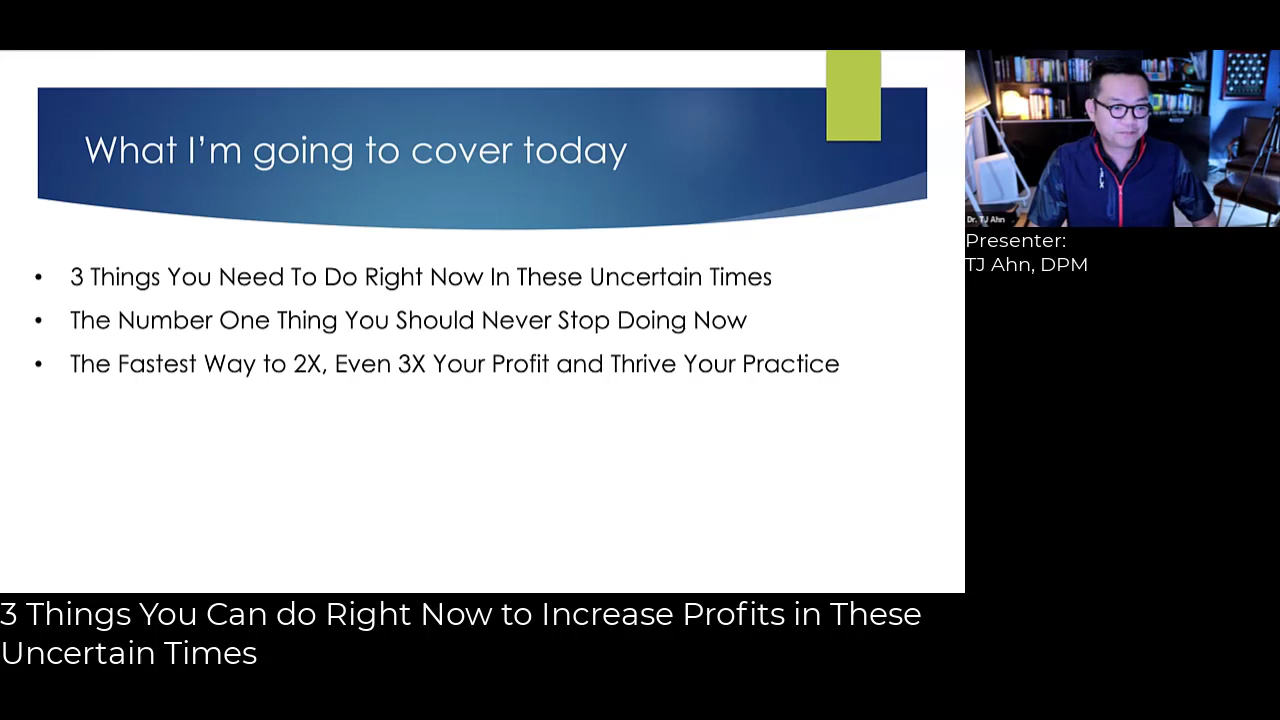 What I'm going to cover today
• 3 Things You Need To Do Right Now In These Uncertain Times
• The Number One Thing You Should Never Stop Doing Now
• The Fastest Way to 2X, Even 3X Your Profit and Thrive Your Practice
Dr. TJ Ahn
Presenter:
TJ Ahn, DPM
3 Things You Can do Right Now to Increase Profits in These
Uncertain Times